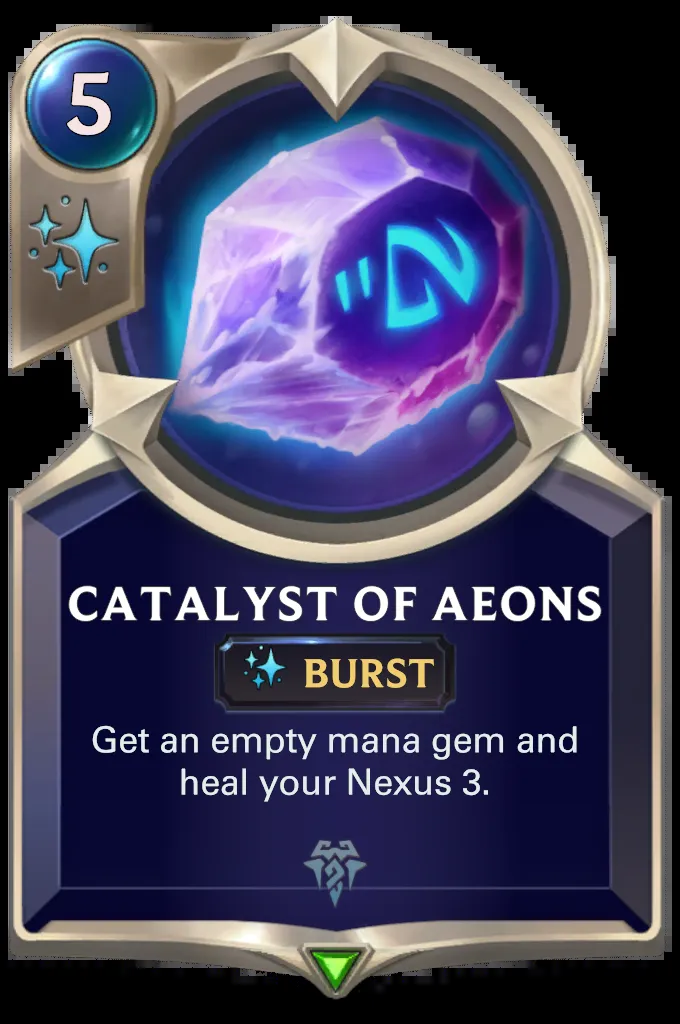 5
CATALYST OF AEONS
BURST
Get an empty mana gem and
heal your Nexus 3.